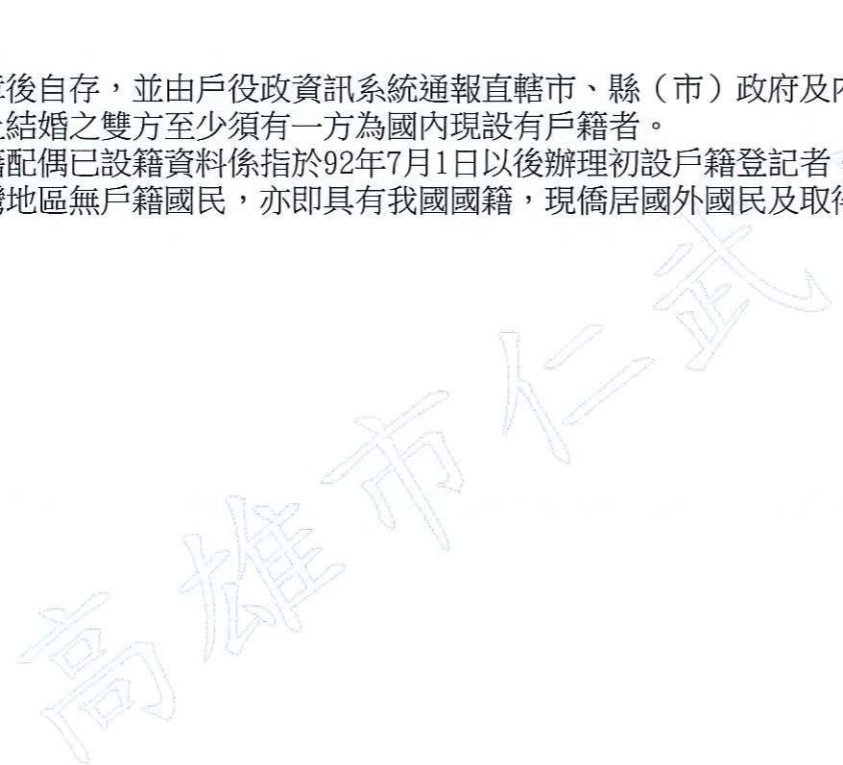 後自存，並由戶役政資訊系統通報直轄市、縣（市）政府及
結婚之雙方至少須有一方為國內現設有戶籍者。
配偶已設籍資料係指於92年7月1日以後辦理初設戶籍登記者
地區無戶籍國民，亦即具有我國國籍，現僑居國外國民及取得
高雄市仁武